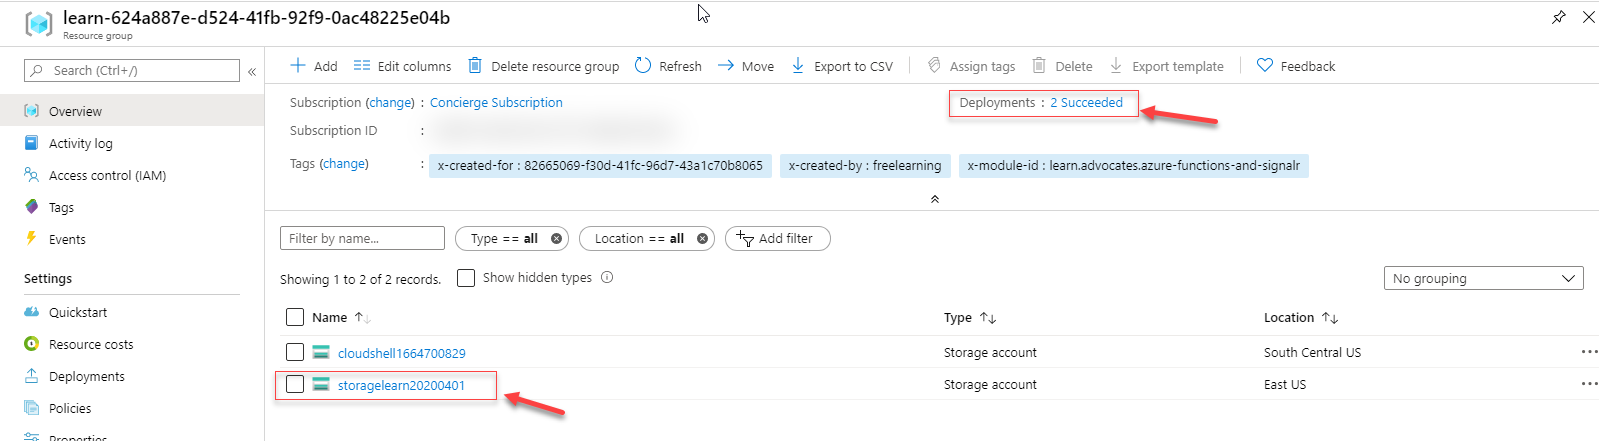 learn-624a887e-d524-41fb-92f9-0ac48225e04b
Resource group
Search (Ctrl+/)
«
Add
Edit columns
Delete resource group
Refresh
Move
Export to CSV
Assign tags
Delete
Export template
Feedback
Overview
Activity log
Access control (IAM)
Tags
Events
Settings
Quickstart
Resource costs
Deployments
Policies
Properties
Subscription (change) : Concierge Subscription
Deployments : 2 Succeeded
Subscription ID :
Tags (change) : x-created-for : 82665069-f30d-41fc-96d7-43a1c70b8065 x-created-by : freelearning x-module-id : learn.advocates.azure-functions-and-signalr
Filter by name...
Type == all
Location == all
Add filter
Showing 1 to 2 of 2 records.
Show hidden types
No grouping
Name Type Location
cloudshell1664700829 Storage account South Central US ...
storagelearn20200401 Storage account East US ...